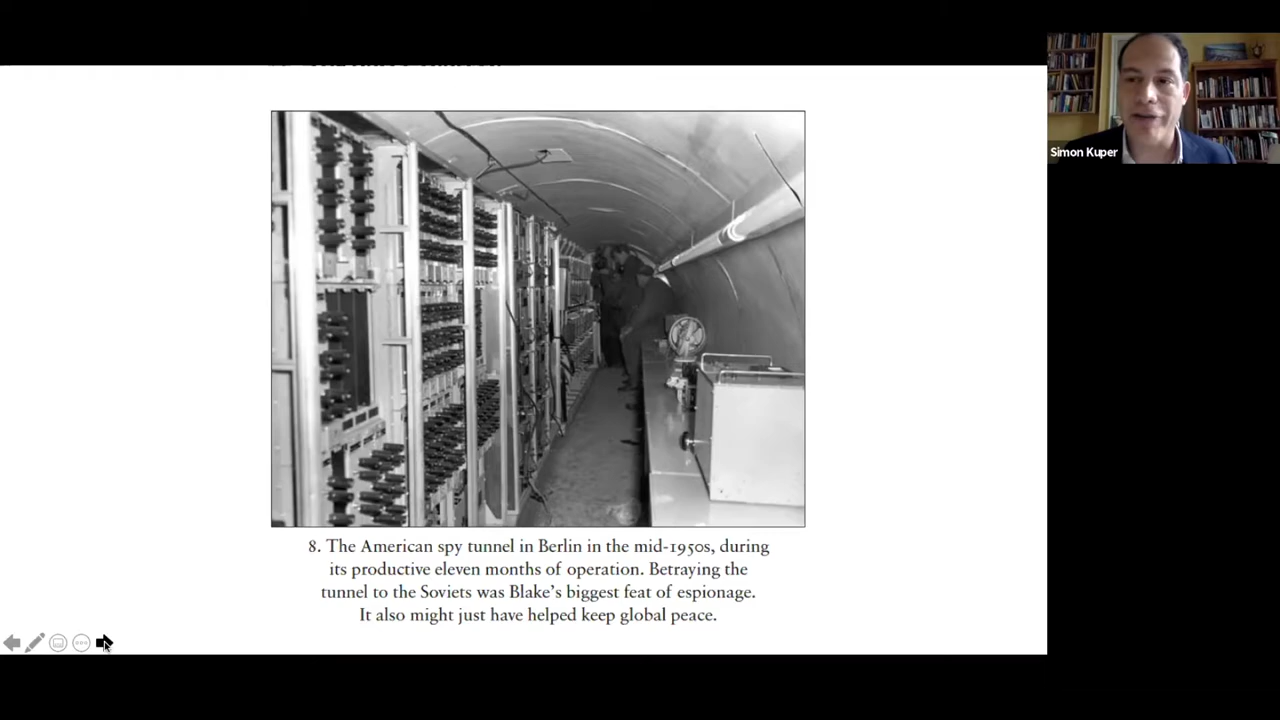 Simon Kuper
8. The American spy tunnel in Berlin in the mid-1950s, during
its productive eleven months of operation. Betraying the
tunnel to the Soviets was Blake's biggest feat of espionage.
It also might just have helped keep global peace.